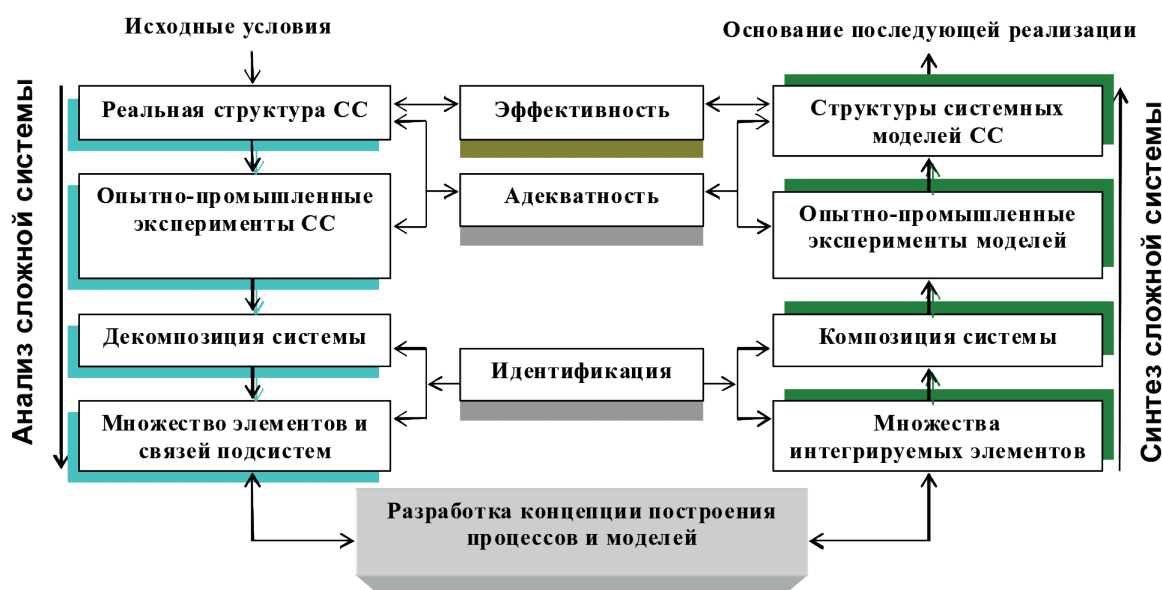 Исходные условия
Основание последующей реализации
Анализ сложной системы
Реальная структура СС
Эффективность
Структуры системных
моделей СС
Опытно-промышленные
эксперименты СС
Адекватность
Опытно-промышленные
эксперименты моделей
Декомпозиция системы
Идентификация
Композиция системы
Множество элементов и
связей подсистем
Множества
интегрируемых элементов
Синтез сложной системы
Разработка концепции построения
процессов и моделей